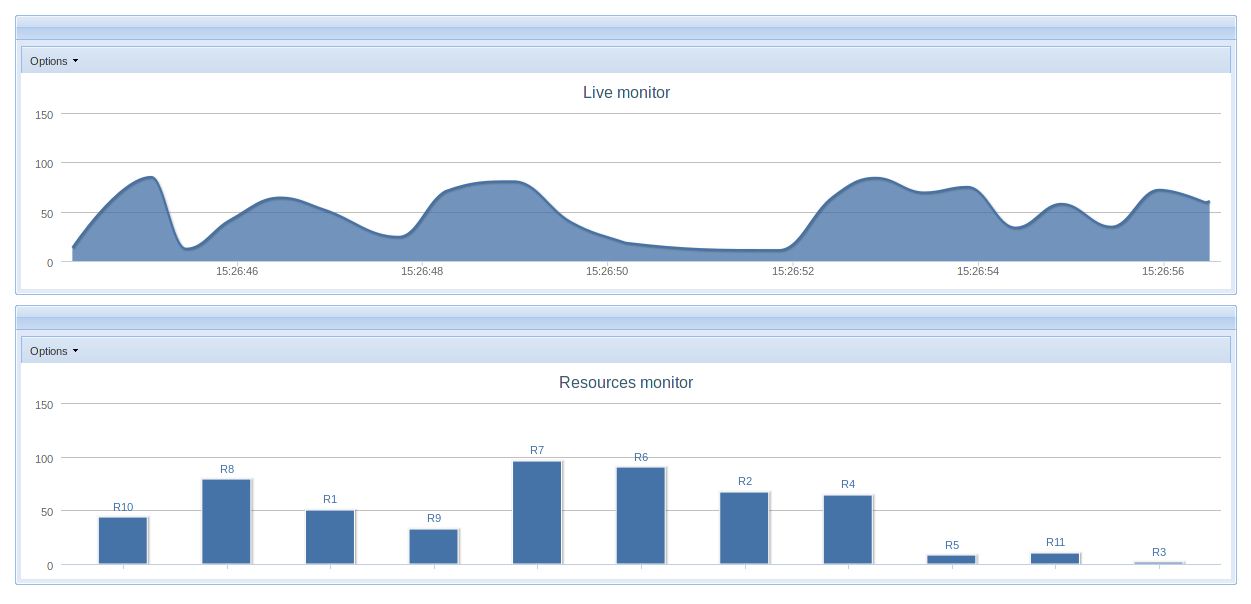 Options
Live monitor
150
100
50
0
15:26:46 15:26:48 15:26:50 15:26:52 15:26:54 15:26:56
Options
Resources monitor
150
100
50
0
R10 R8 R1 R9 R7 R6 R2 R4 R5 R11 R3